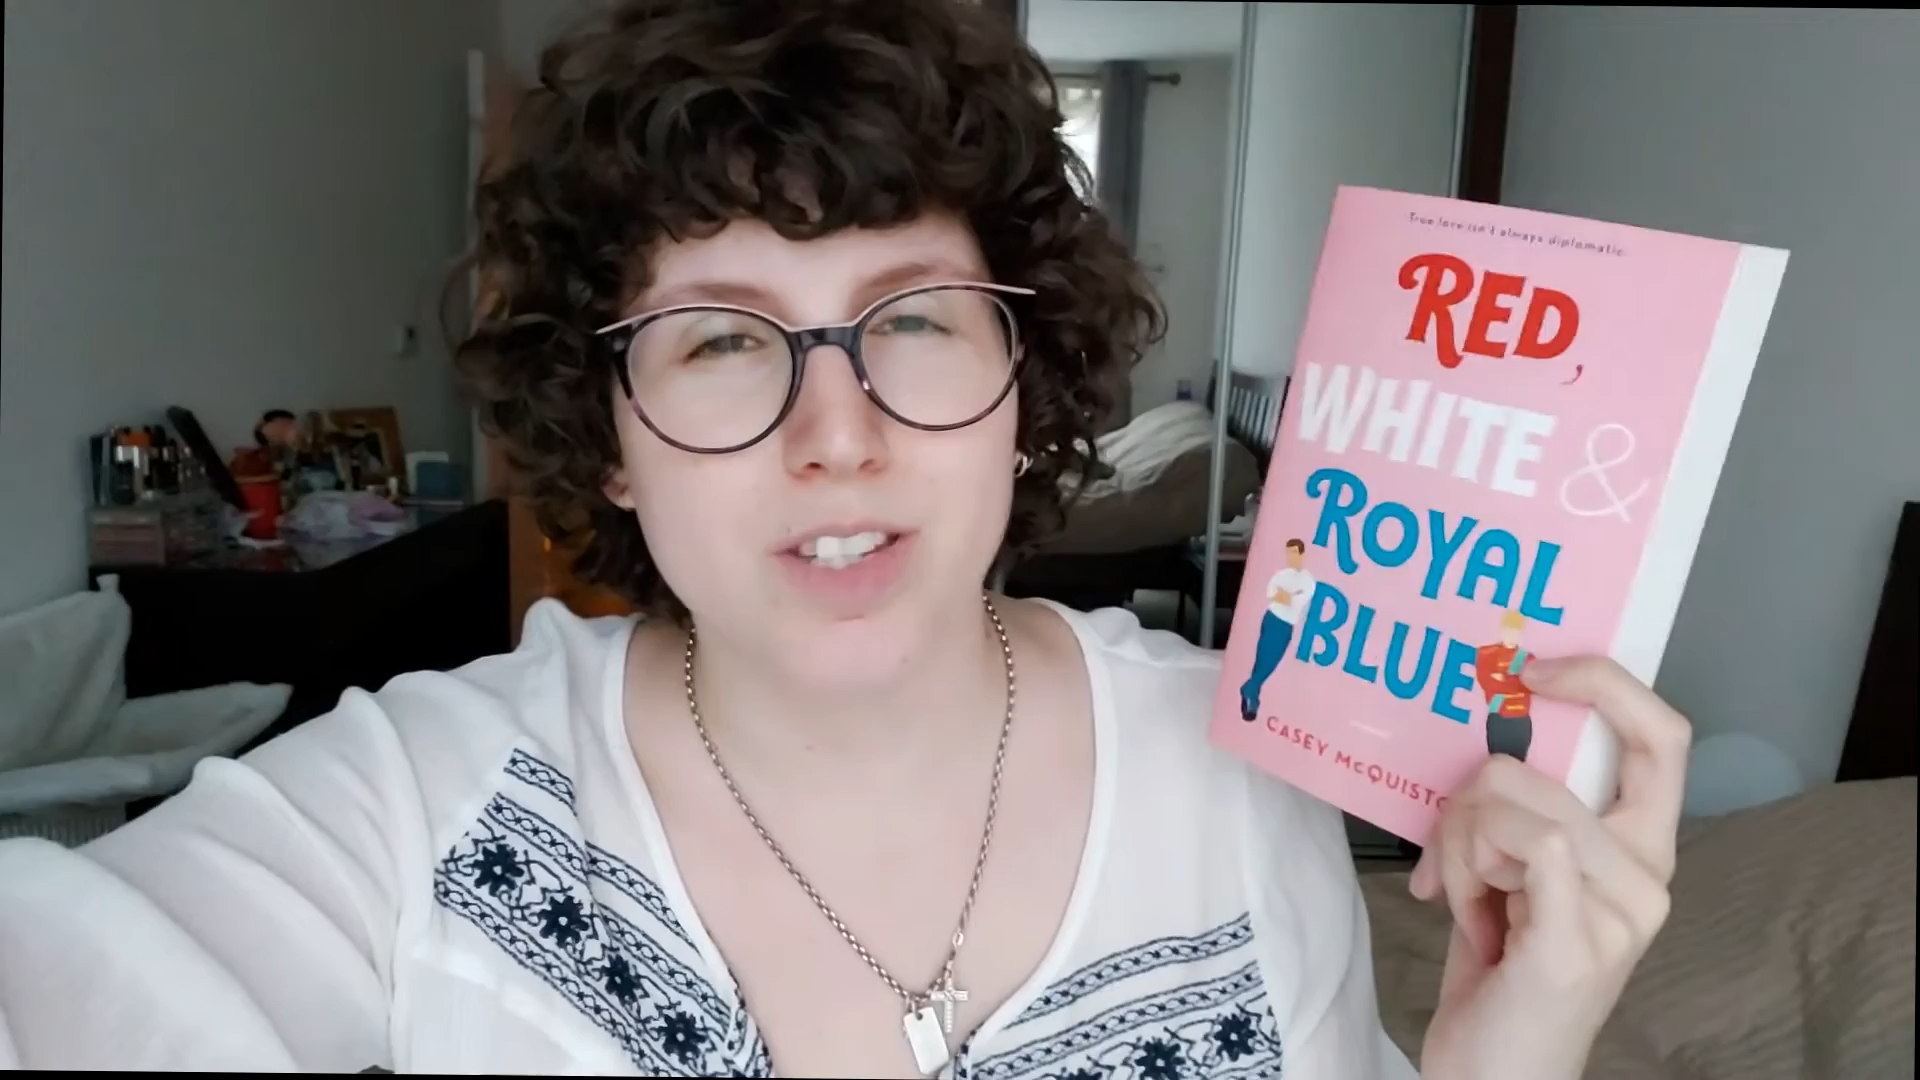 True love isn't always diplomatic.
RED,
WHITE &
ROYAL
BLUE
CASEY McQUISTO